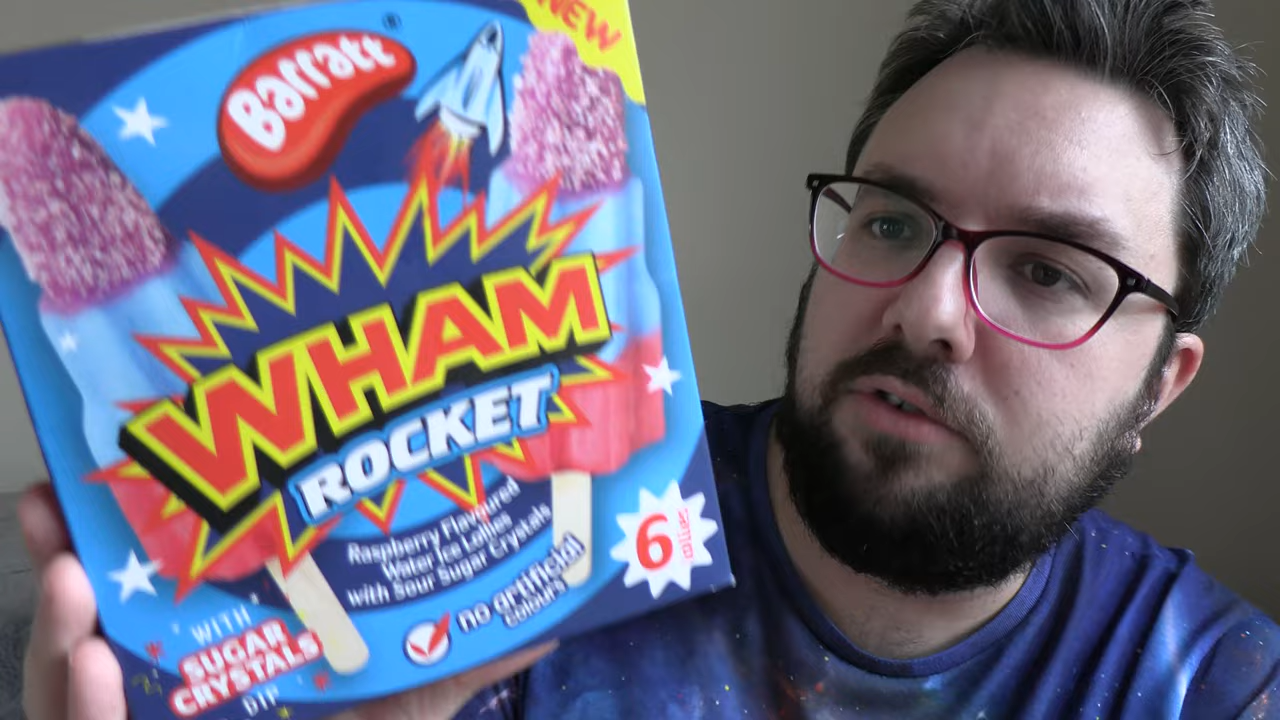 NEW
Barratt®
WHAM
ROCKET
Raspberry Flavoured
Water Ice Lollies
with Sour Sugar Crystals
6
lollies
no artificial
colours
WITH
SUGAR
CRYSTALS
DIP